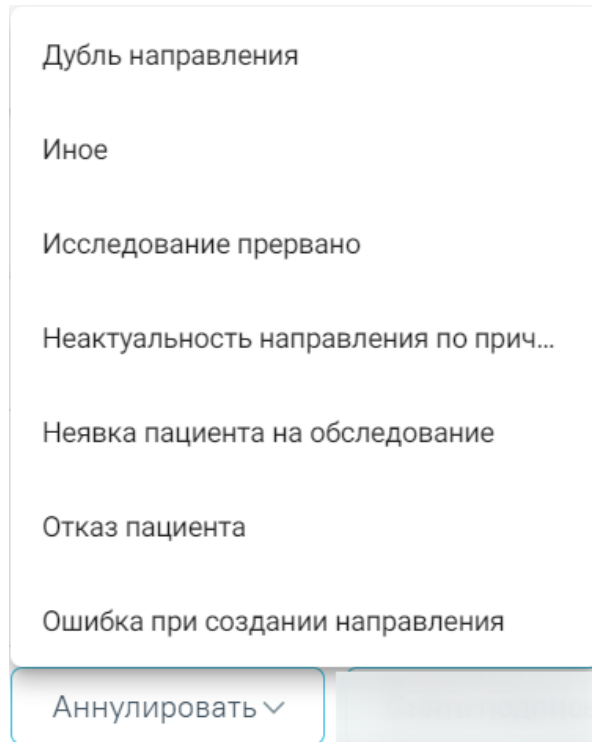 Дубль направления
Иное
Исследование прервано
Неактуальность направления по прич...
Неявка пациента на обследование
Отказ пациента
Ошибка при создании направления
Аннулировать